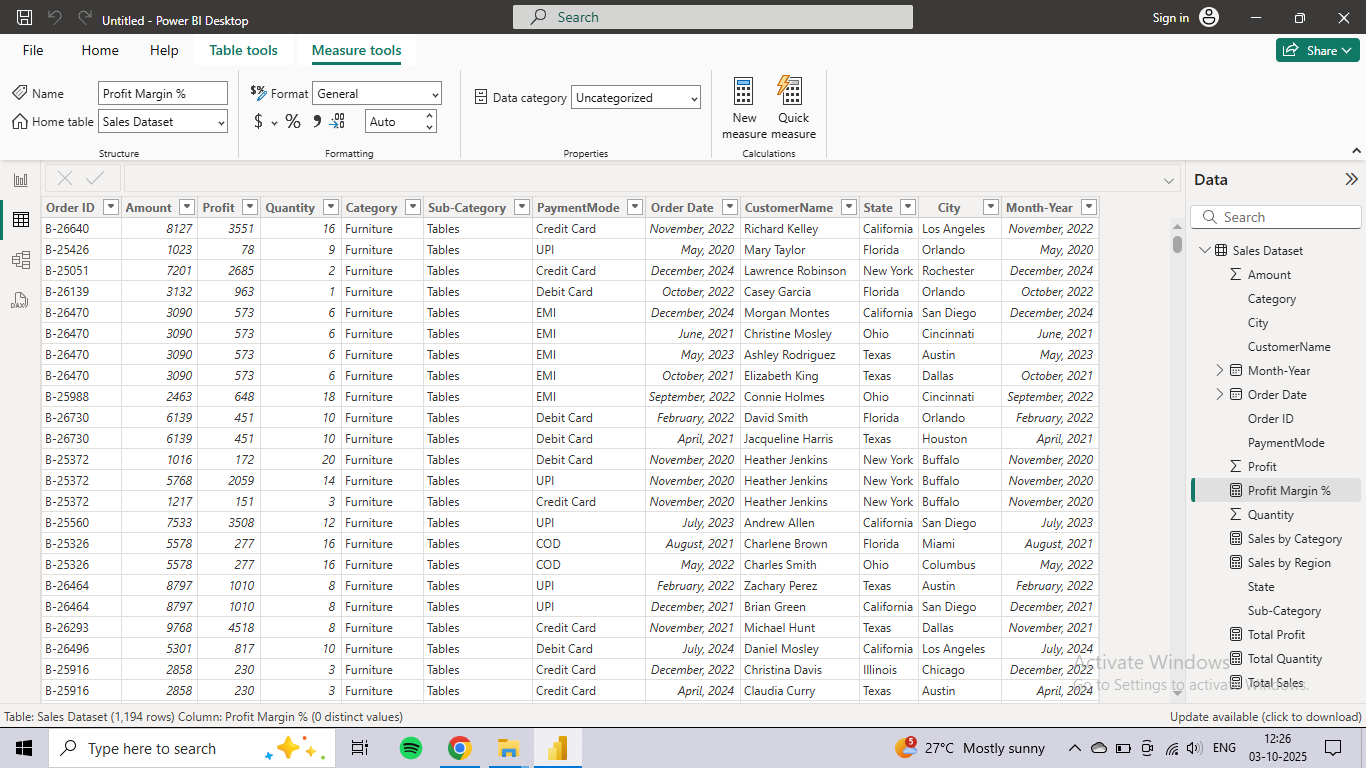 Untitled - Power BI Desktop
Search
Sign in
File Home Help Table tools Measure tools
Share
Name Profit Margin %
Home table Sales Dataset
Structure
$% Format General
$ % Auto
Formatting
Data category Uncategorized
Properties
New measure
Quick measure
Calculations
Order ID Amount Profit Quantity Category Sub-Category PaymentMode Order Date CustomerName State City Month-Year
B-26640 8127 3551 16 Furniture Tables Credit Card November, 2022 Richard Kelley California Los Angeles November, 2022
B-25426 1023 78 9 Furniture Tables UPI May, 2020 Mary Taylor Florida Orlando May, 2020
B-25051 7201 2685 2 Furniture Tables Credit Card December, 2024 Lawrence Robinson New York Rochester December, 2024
B-26139 3132 963 1 Furniture Tables Debit Card October, 2022 Casey Garcia Florida Orlando October, 2022
B-26470 3090 573 6 Furniture Tables EMI December, 2024 Morgan Montes California San Diego December, 2024
B-26470 3090 573 6 Furniture Tables EMI June, 2021 Christine Mosley Ohio Cincinnati June, 2021
B-26470 3090 573 6 Furniture Tables EMI May, 2023 Ashley Rodriguez Texas Austin May, 2023
B-26470 3090 573 6 Furniture Tables EMI October, 2021 Elizabeth King Texas Dallas October, 2021
B-25988 2463 648 18 Furniture Tables EMI September, 2022 Connie Holmes Ohio Cincinnati September, 2022
B-26730 6139 451 10 Furniture Tables Debit Card February, 2022 David Smith Florida Orlando February, 2022
B-26730 6139 451 10 Furniture Tables Debit Card April, 2021 Jacqueline Harris Texas Houston April, 2021
B-25372 1016 172 20 Furniture Tables Debit Card November, 2020 Heather Jenkins New York Buffalo November, 2020
B-25372 5768 2059 14 Furniture Tables UPI November, 2020 Heather Jenkins New York Buffalo November, 2020
B-25372 1217 151 3 Furniture Tables Credit Card November, 2020 Heather Jenkins New York Buffalo November, 2020
B-25560 7533 3508 12 Furniture Tables UPI July, 2023 Andrew Allen California San Diego July, 2023
B-25326 5578 277 16 Furniture Tables COD August, 2021 Charlene Brown Florida Miami August, 2021
B-25326 5578 277 16 Furniture Tables COD May, 2022 Charles Smith Ohio Columbus May, 2022
B-26464 8797 1010 8 Furniture Tables UPI February, 2022 Zachary Perez Texas Austin February, 2022
B-26464 8797 1010 8 Furniture Tables UPI December, 2021 Brian Green California San Diego December, 2021
B-26293 9768 4518 8 Furniture Tables Credit Card November, 2021 Michael Hunt Texas Dallas November, 2021
B-26496 5301 817 10 Furniture Tables Debit Card July, 2024 Daniel Mosley California Los Angeles July, 2024
B-25916 2858 230 3 Furniture Tables Credit Card December, 2022 Christina Davis Illinois Chicago December, 2022
B-25916 2858 230 3 Furniture Tables Credit Card April, 2024 Claudia Curry Texas Austin April, 2024
DAX
Data
Search
Sales Dataset
Amount
Category
City
CustomerName
Month-Year
Order Date
Order ID
PaymentMode
Profit
Profit Margin %
Quantity
Sales by Category
Sales by Region
State
Sub-Category
Total Profit
Total Quantity
Total Sales
Activate Windows
Go to Settings to activate Windows.
Table: Sales Dataset (1,194 rows) Column: Profit Margin % (0 distinct values)
Update available (click to download)
Type here to search
5
27°C Mostly sunny
ENG
12:26
03-10-2025